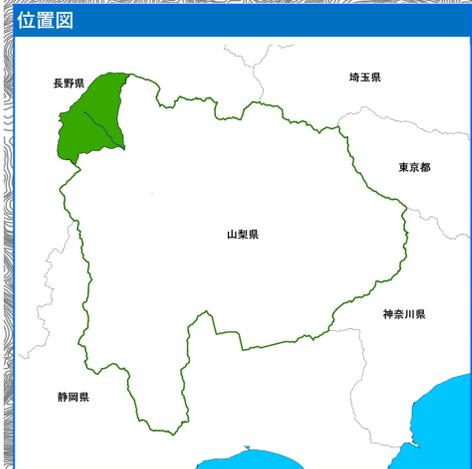 位置図
長野県
埼玉県
東京都
山梨県
神奈川県
静岡県